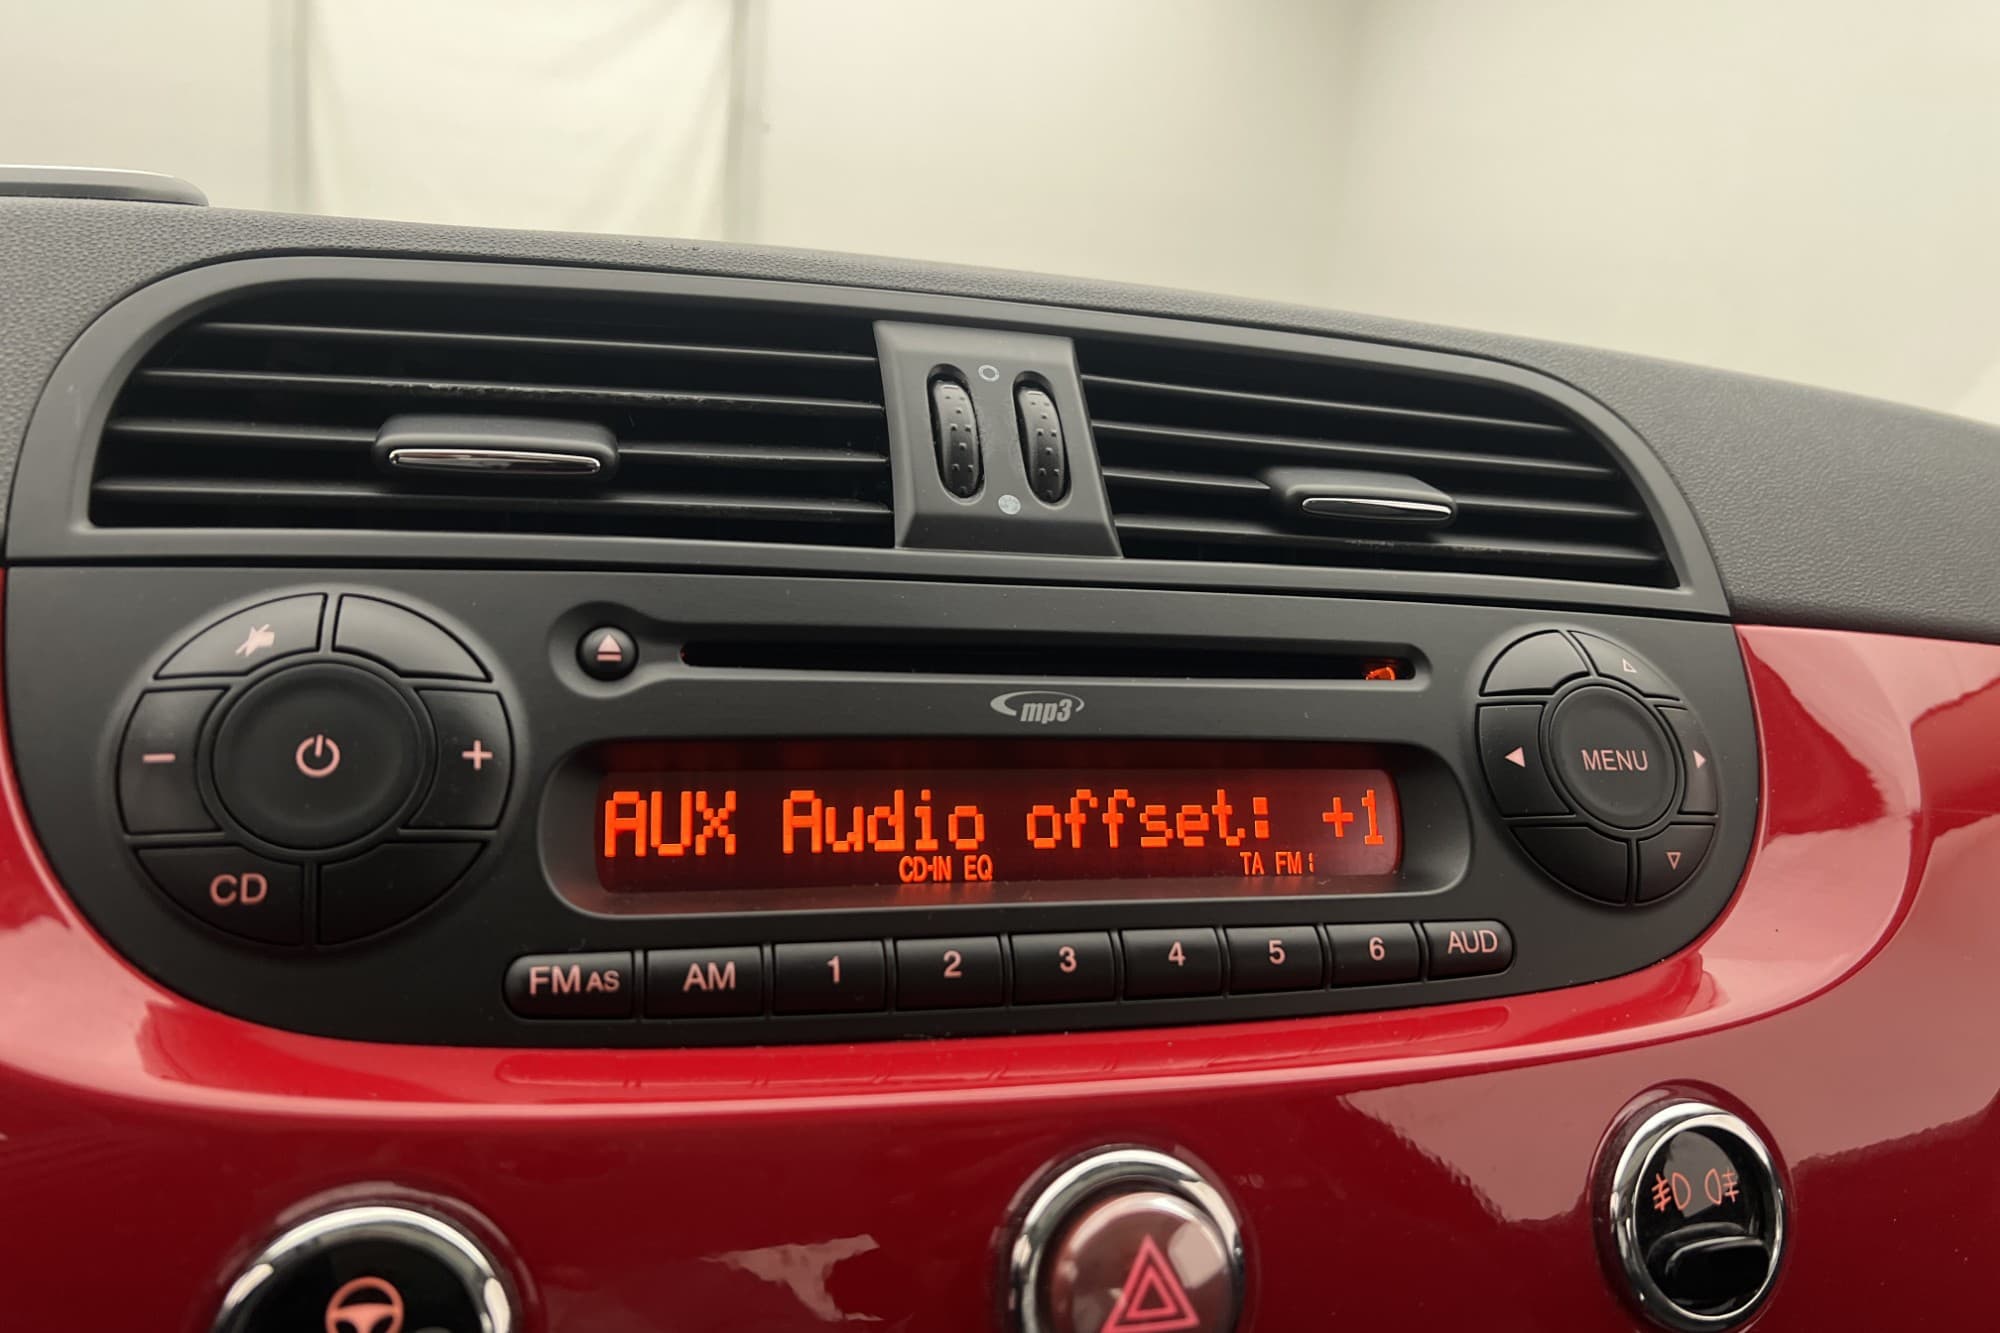 mp3
AUX Audio offset: +1
CD-IN EQ TA FM
MENU
CD
FM AS AM 1 2 3 4 5 6 AUD